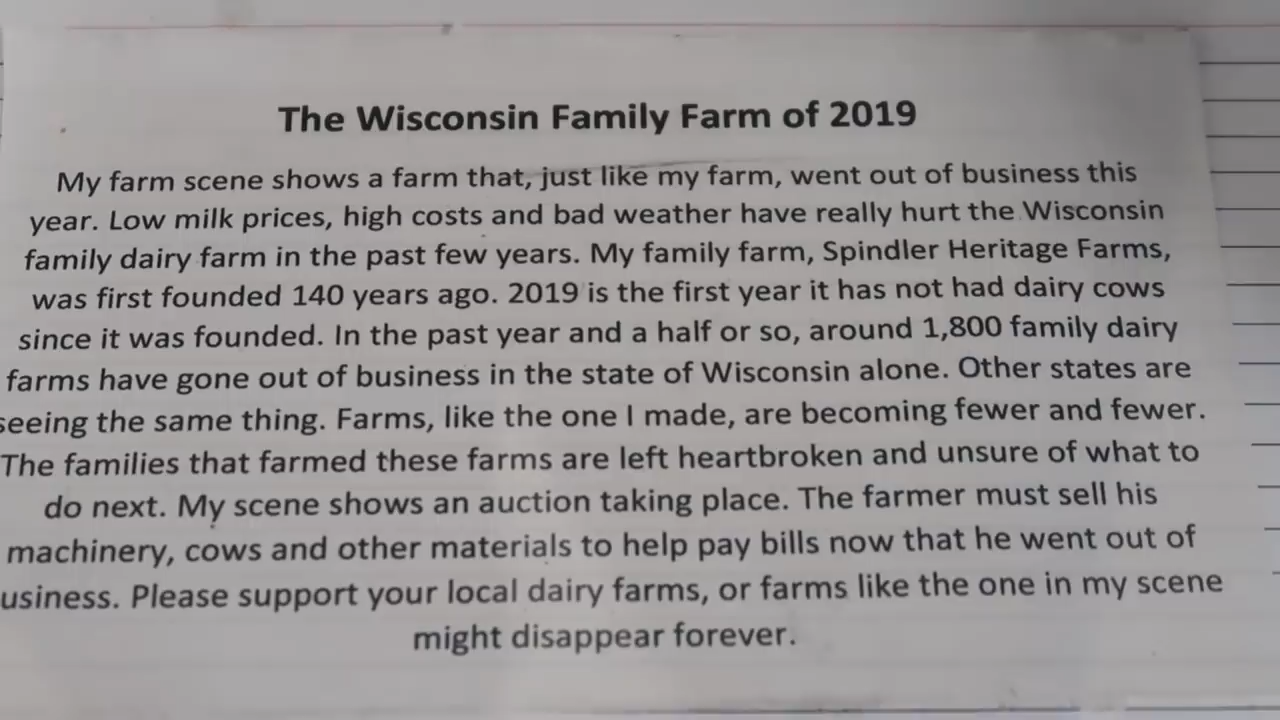 The Wisconsin Family Farm of 2019
My farm scene shows a farm that, just like my farm, went out of business this
year. Low milk prices, high costs and bad weather have really hurt the Wisconsin
family dairy farm in the past few years. My family farm, Spindler Heritage Farms,
was first founded 140 years ago. 2019 is the first year it has not had dairy cows
since it was founded. In the past year and a half or so, around 1,800 family dairy
farms have gone out of business in the state of Wisconsin alone. Other states are
seeing the same thing. Farms, like the one I made, are becoming fewer and fewer.
The families that farmed these farms are left heartbroken and unsure of what to
do next. My scene shows an auction taking place. The farmer must sell his
machinery, cows and other materials to help pay bills now that he went out of
usiness. Please support your local dairy farms, or farms like the one in my scene
might disappear forever.